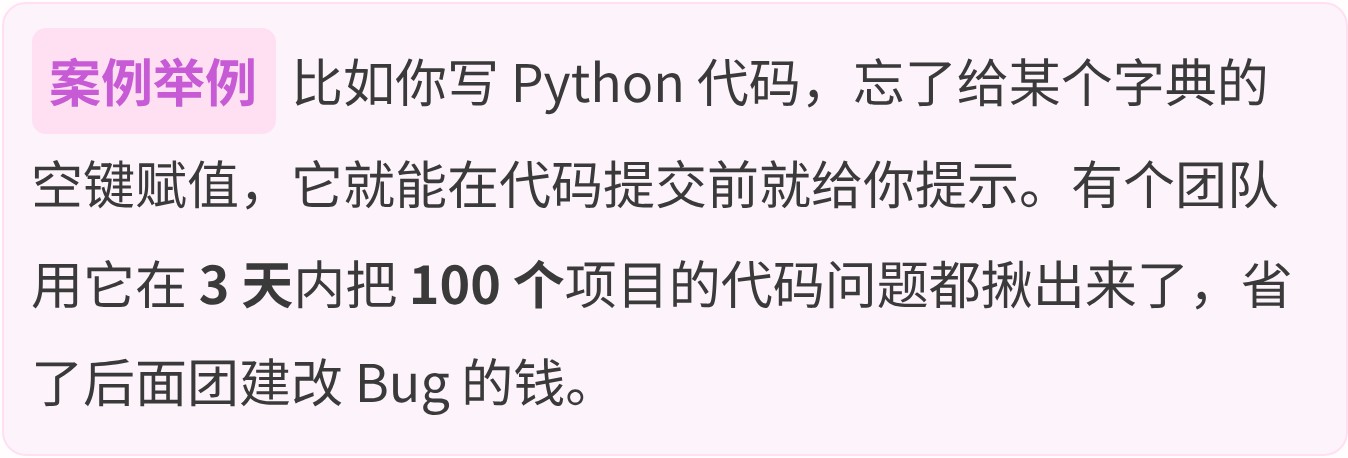 案例举例 比如你写 Python 代码，忘了给某个字典的
空键赋值，它就能在代码提交前就给你提示。有个团队
用它在 3 天内把 100 个项目的代码问题都揪出来了，省
了后面团建改 Bug 的钱。